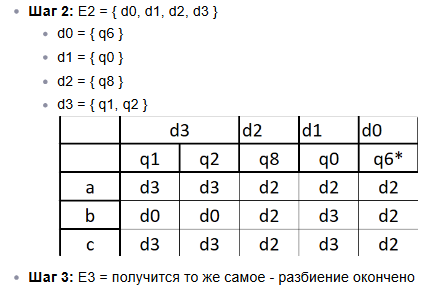 Шаг 2: E2 = { d0, d1, d2, d3 }
d0 = { q6 }
d1 = { q0 }
d2 = { q8 }
d3 = { q1, q2 }
d3 d2 d1 d0
q1 q2 q8 q0 q6*
a d3 d3 d2 d2 d2
b d0 d0 d2 d3 d2
c d3 d3 d2 d3 d2
Шаг 3: E3 = получится то же самое - разбиение окончено